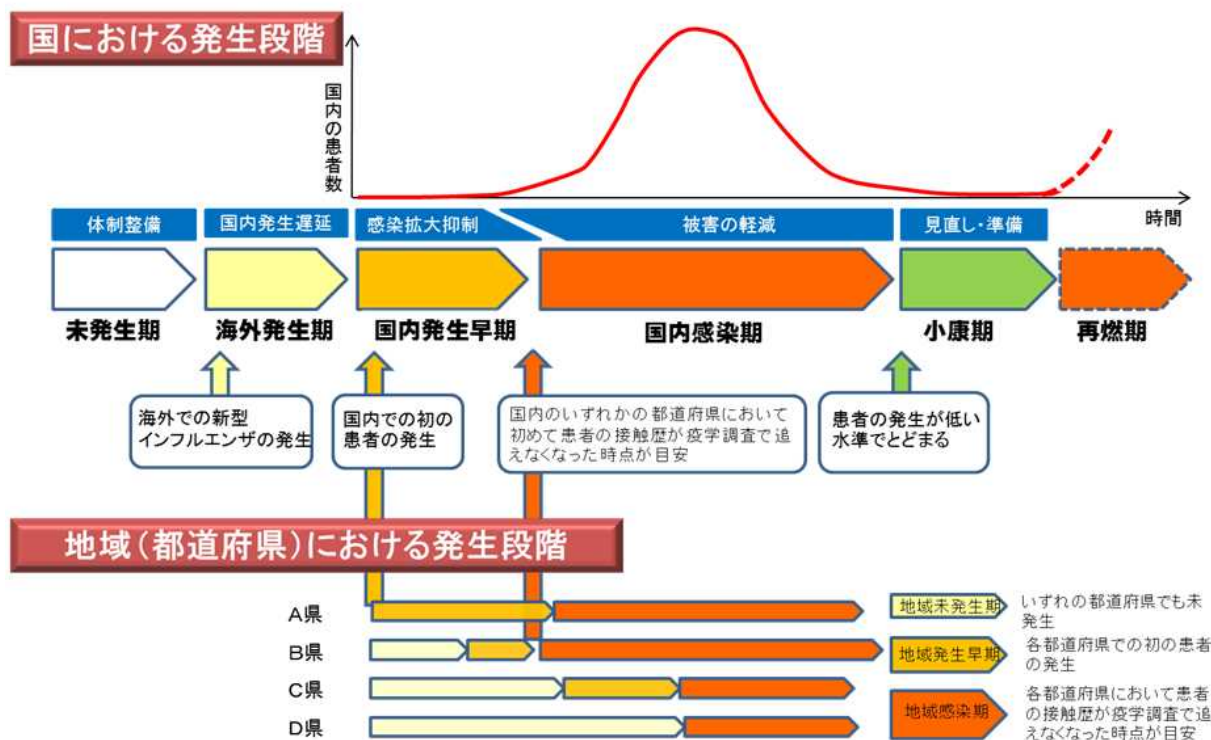 国における発生段階
国内の患者数
時間
体制整備
国内発生遅延
感染拡大抑制
被害の軽減
見直し・準備
未発生期
海外発生期
国内発生早期
国内感染期
小康期
再燃期
海外での新型
インフルエンザの発生
国内での初の
患者の発生
国内のいずれかの都道府県において
初めて患者の接触歴が疫学調査で追
えなくなった時点が目安
患者の発生が低い
水準でとどまる
地域(都道府県)における発生段階
A県
B県
C県
D県
地域未発生期
いずれの都道府県でも未
発生
地域発生早期
各都道府県での初の患者
の発生
地域感染期
各都道府県において患者
の接触歴が疫学調査で追
えなくなった時点が目安